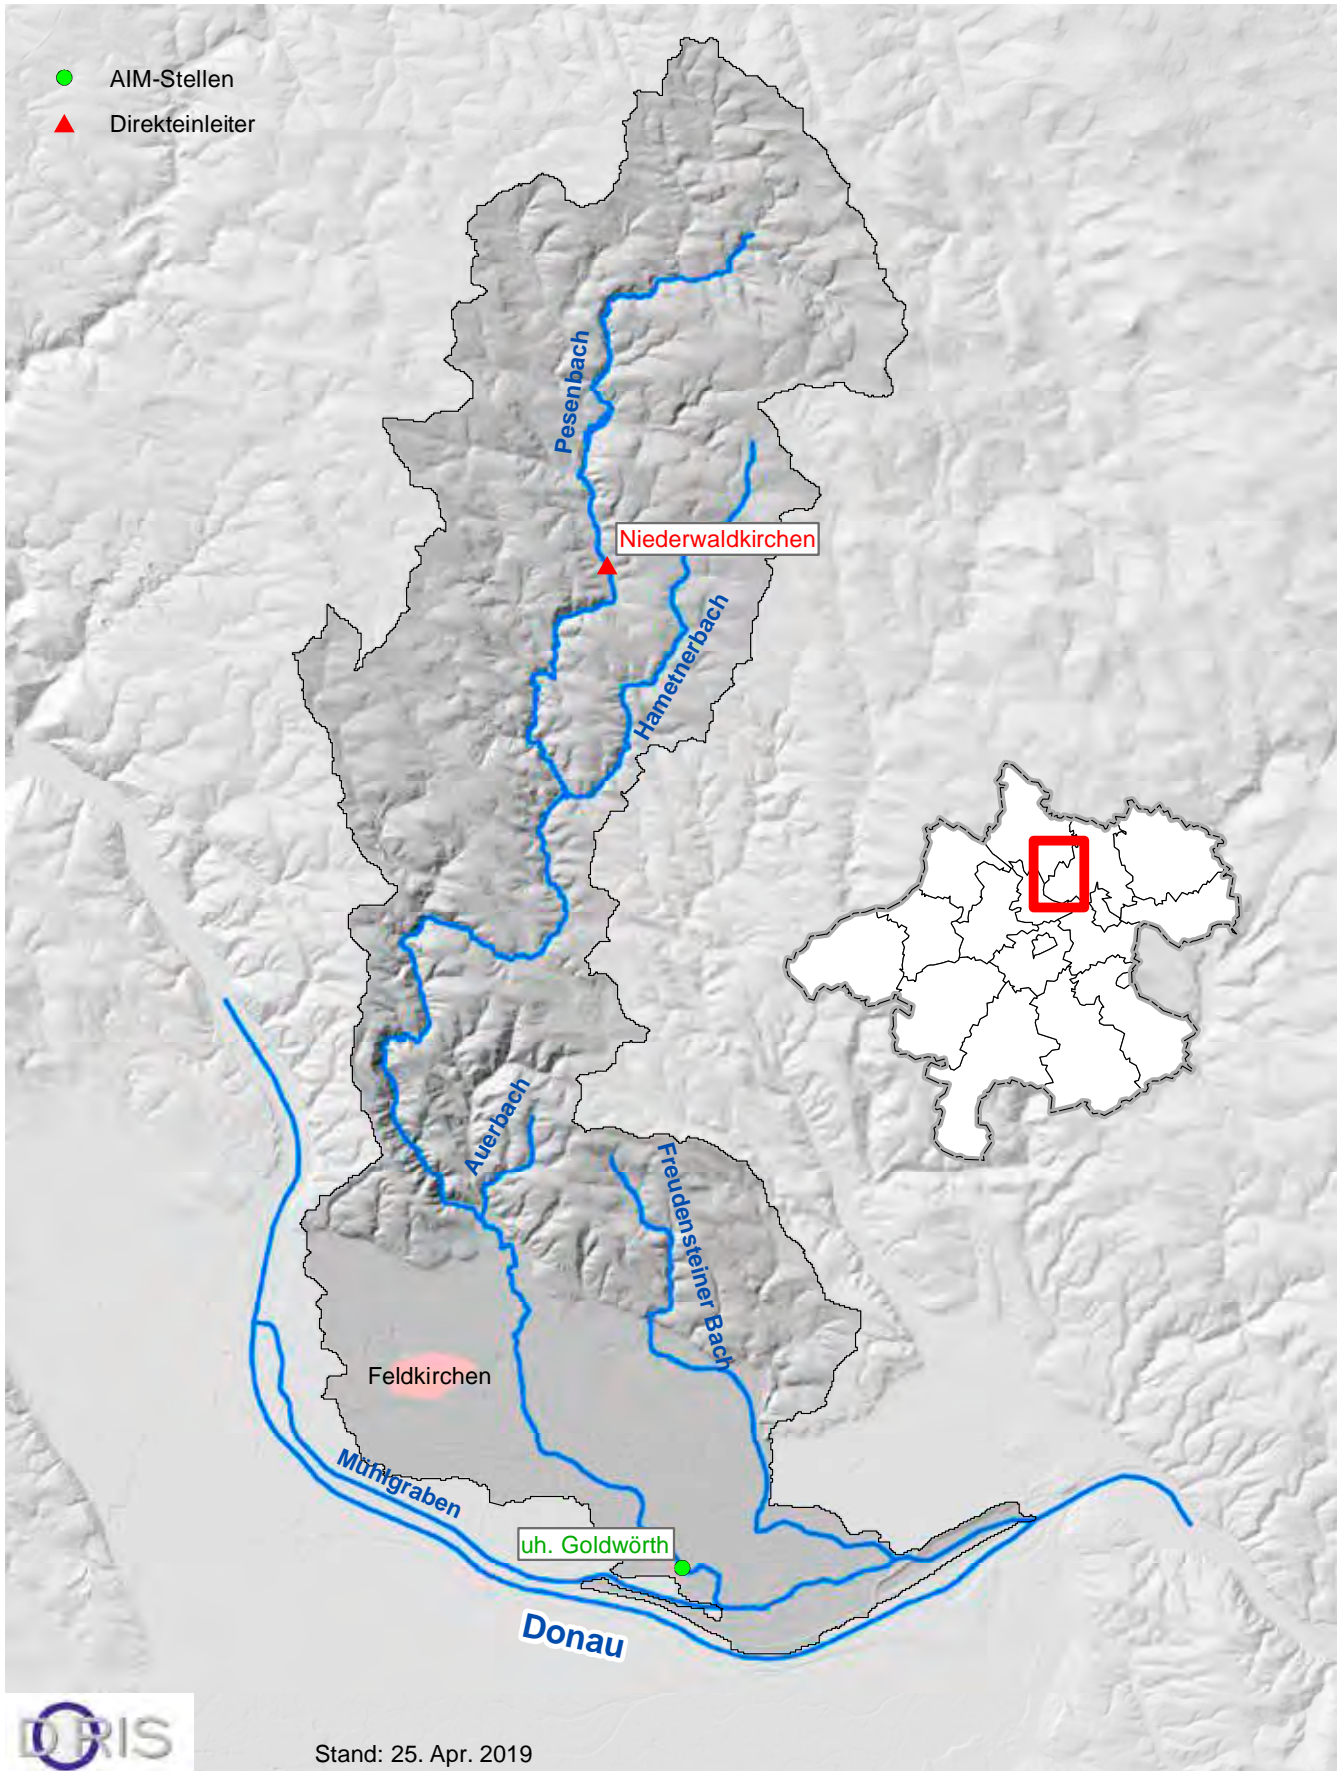 AIM-Stellen
Direkteinleiter
Pesenbach
Niederwaldkirchen
Hametnerbach
Auerbach
Freudensteiner Bach
Feldkirchen
Mühlgraben
uh. Goldwörth
Donau
DORIS
Stand: 25. Apr. 2019